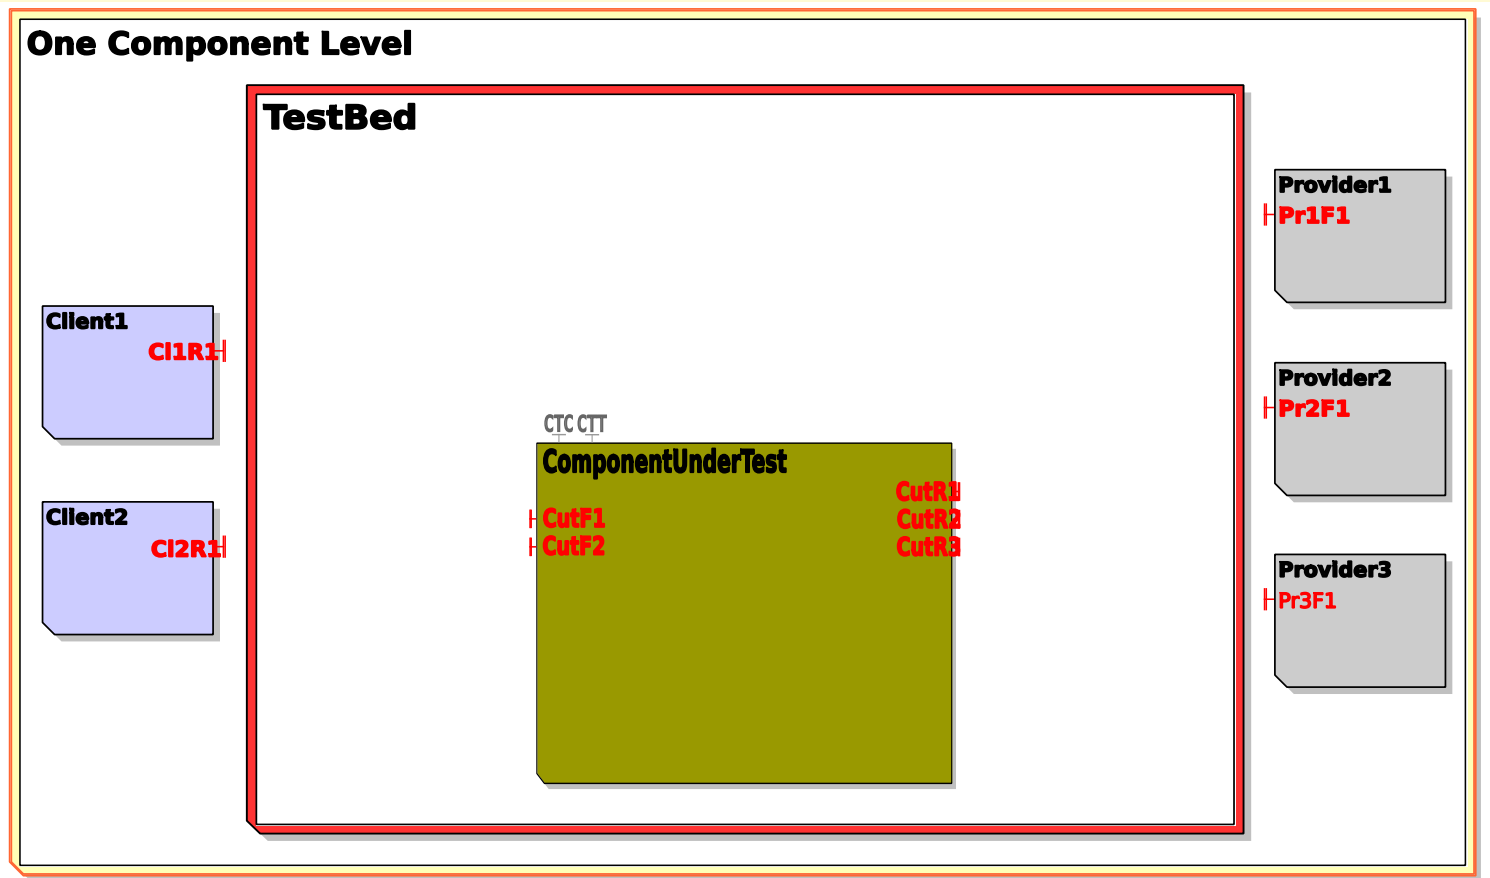 One Component Level
TestBed
Provider1
Pr1F1
Client1
Cl1R1
Provider2
Pr2F1
CTC CTT
ComponentUnderTest
CutR1
CutF1
CutR2
CutF2
CutR3
Client2
Cl2R1
Provider3
Pr3F1